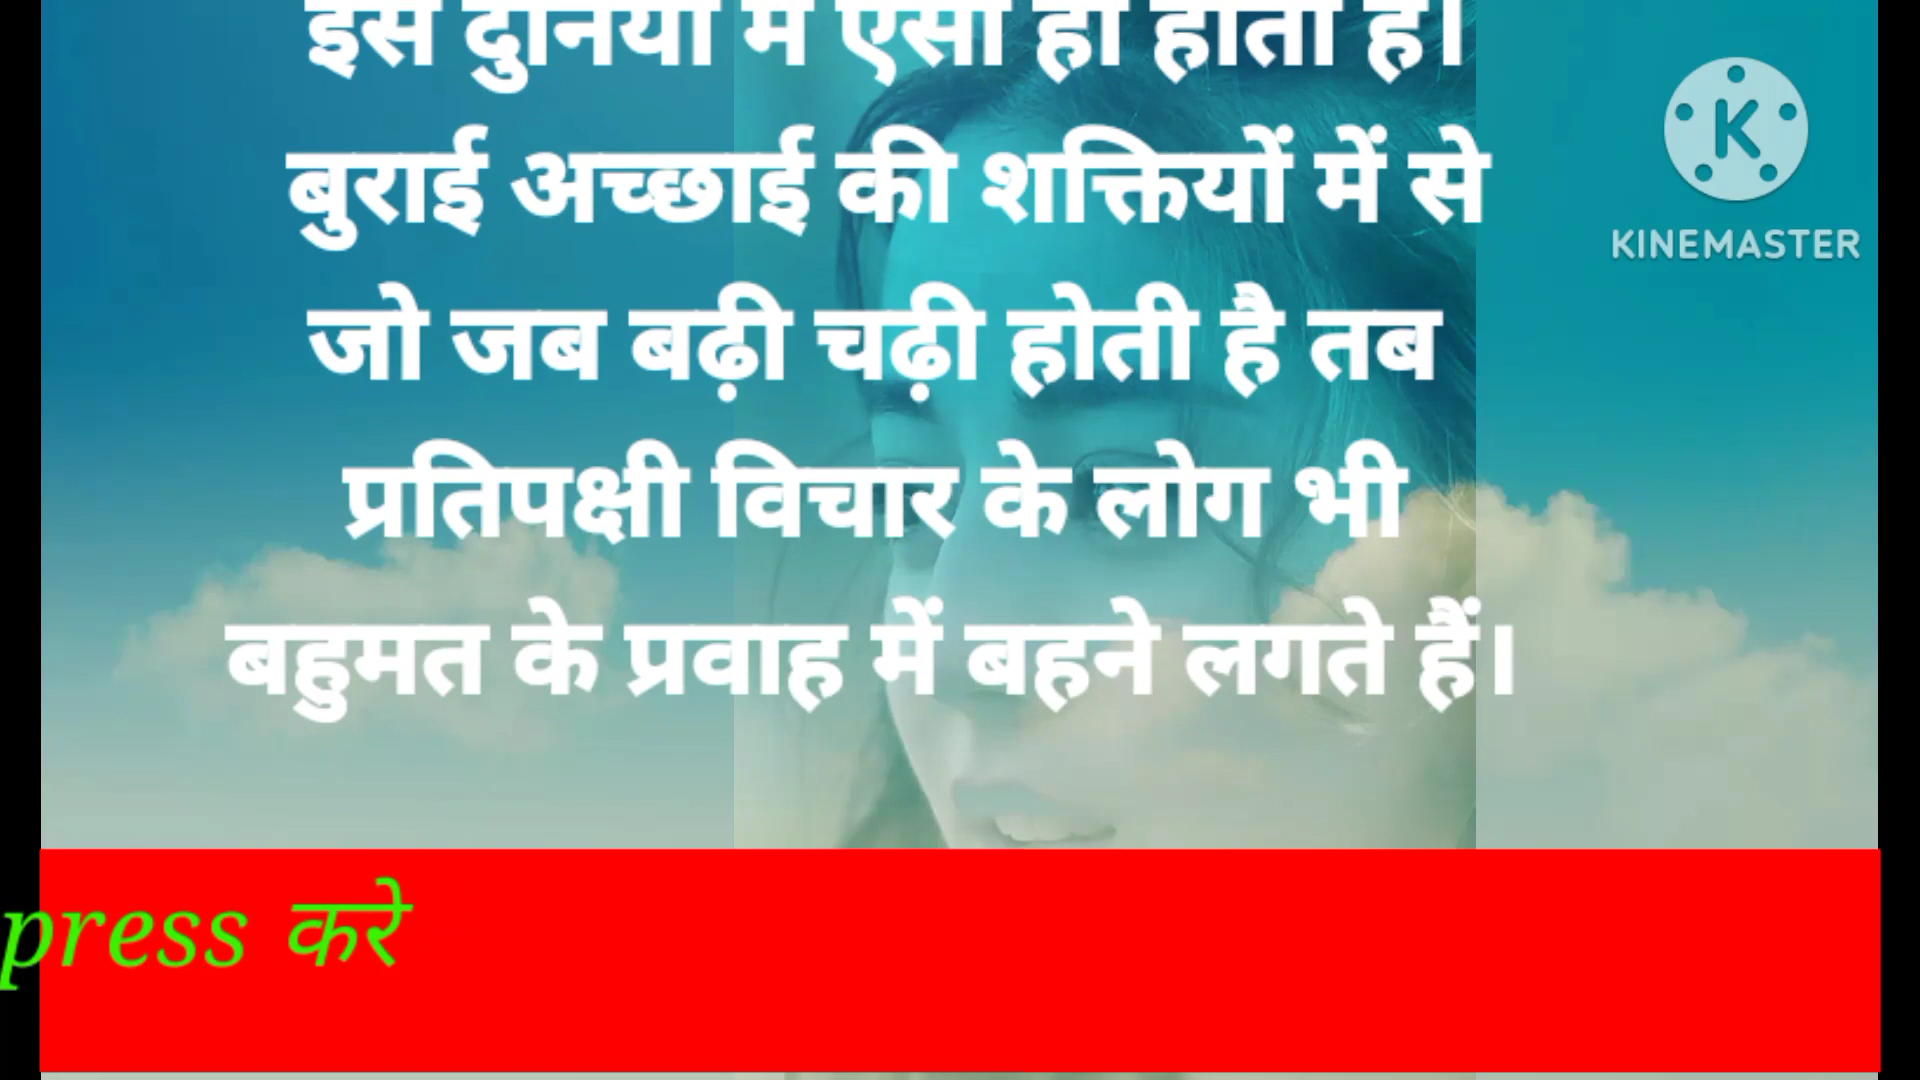 इस दुनिया में ऐसा ही होता है।
बुराई अच्छाई की शक्तियों में से
जो जब बढ़ी चढ़ी होती है तब
प्रतिपक्षी विचार के लोग भी
बहुमत के प्रवाह में बहने लगते हैं।
KINEMASTER
press करे